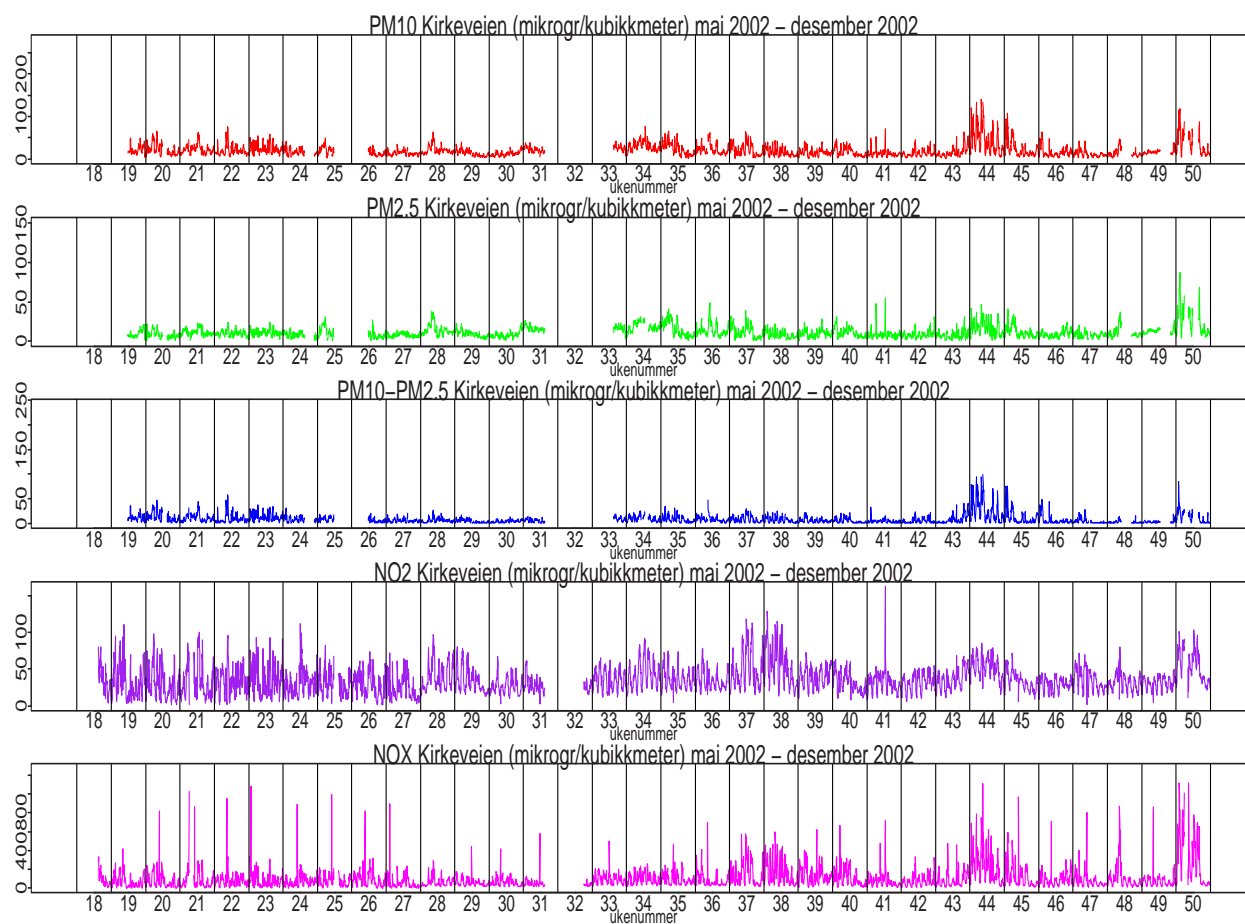 PM10 Kirkeveien (mikrogr/kubikkmeter) mai 2002 – desember 2002
200
100
0
18 19 20 21 22 23 24 25 26 27 28 29 30 31 32 33 34 35 36 37 38 39 40 41 42 43 44 45 46 47 48 49 50
ukenummer
PM2.5 Kirkeveien (mikrogr/kubikkmeter) mai 2002 – desember 2002
150
100
50
0
18 19 20 21 22 23 24 25 26 27 28 29 30 31 32 33 34 35 36 37 38 39 40 41 42 43 44 45 46 47 48 49 50
ukenummer
PM10–PM2.5 Kirkeveien (mikrogr/kubikkmeter) mai 2002 – desember 2002
250
150
50
0
18 19 20 21 22 23 24 25 26 27 28 29 30 31 32 33 34 35 36 37 38 39 40 41 42 43 44 45 46 47 48 49 50
ukenummer
NO2 Kirkeveien (mikrogr/kubikkmeter) mai 2002 – desember 2002
100
50
0
18 19 20 21 22 23 24 25 26 27 28 29 30 31 32 33 34 35 36 37 38 39 40 41 42 43 44 45 46 47 48 49 50
ukenummer
NOX Kirkeveien (mikrogr/kubikkmeter) mai 2002 – desember 2002
800
400
0
18 19 20 21 22 23 24 25 26 27 28 29 30 31 32 33 34 35 36 37 38 39 40 41 42 43 44 45 46 47 48 49 50
ukenummer